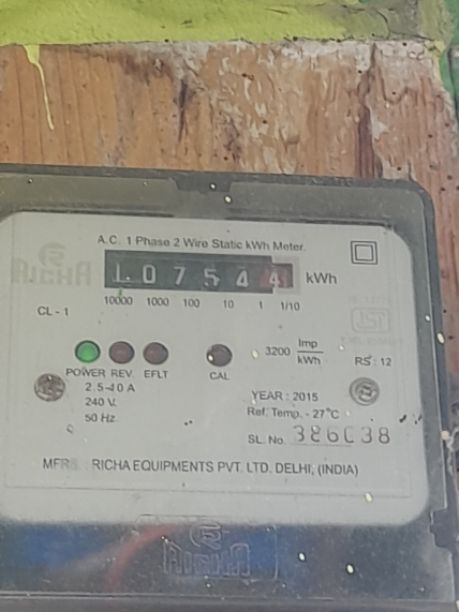 A.C. 1 Phase 2 Wire Static kWh Meter.
RICHA
1 0 7 5 4 4 4 kWh
10000 1000 100 10 1 1/10
CL - 1
3200 Imp/kWh
RS : 12
POWER REV. EFLT CAL
2.5-10 A
240 V.
50 Hz.
YEAR : 2015
Ref. Temp. - 27°C
SL. No.
MFRS. RICHA EQUIPMENTS PVT. LTD. DELHI, (INDIA)
RICHA